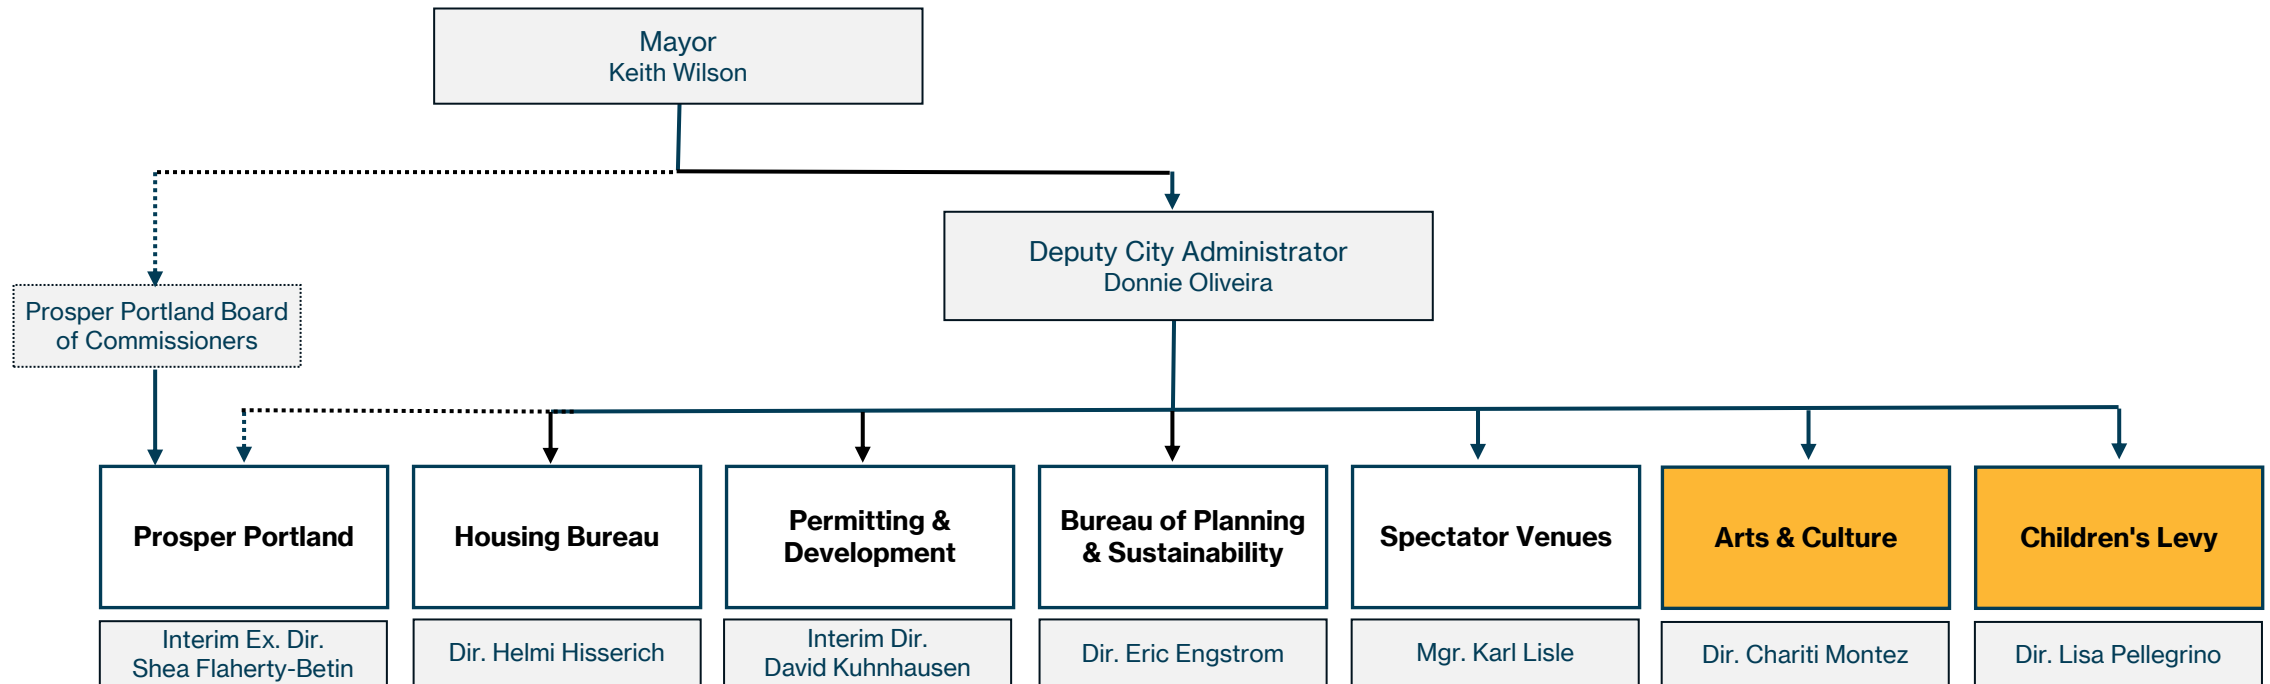 Mayor
Keith Wilson
Deputy City Administrator
Donnie Oliveira
Prosper Portland Board
of Commissioners
Prosper Portland
Housing Bureau
Permitting &
Development
Bureau of Planning
& Sustainability
Spectator Venues
Arts & Culture
Children's Levy
Interim Ex. Dir.
Shea Flaherty-Betin
Dir. Helmi Hisserich
Interim Dir.
David Kuhnhausen
Dir. Eric Engstrom
Mgr. Karl Lisle
Dir. Chariti Montez
Dir. Lisa Pellegrino